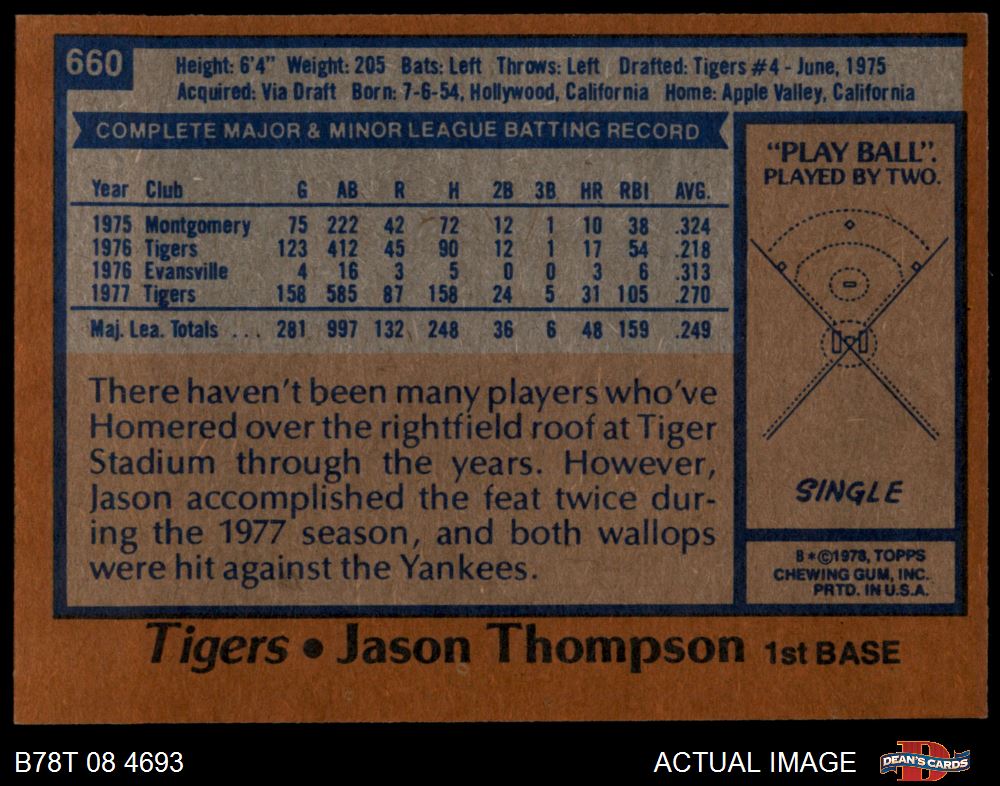 660
Height: 6'4" Weight: 205 Bats: Left Throws: Left Drafted: Tigers #4 - June, 1975
Acquired: Via Draft Born: 7-6-54, Hollywood, California Home: Apple Valley, California
COMPLETE MAJOR & MINOR LEAGUE BATTING RECORD
Year Club G AB R H 2B 3B HR RBI AVG.
1975 Montgomery 75 222 42 72 12 1 10 38 .324
1976 Tigers 123 412 45 90 12 1 17 54 .218
1976 Evansville 4 16 3 5 0 0 3 6 .313
1977 Tigers 158 585 87 158 24 5 31 105 .270
Maj. Lea. Totals ... 281 997 132 248 36 6 48 159 .249
There haven't been many players who've
Homered over the rightfield roof at Tiger
Stadium through the years. However,
Jason accomplished the feat twice dur-
ing the 1977 season, and both wallops
were hit against the Yankees.
"PLAY BALL".
PLAYED BY TWO.
SINGLE
B*©1978, TOPPS
CHEWING GUM, INC.
PRTD. IN U.S.A.
Tigers • Jason Thompson 1st BASE
B78T 08 4693
ACTUAL IMAGE
D
DEAN'S CARDS